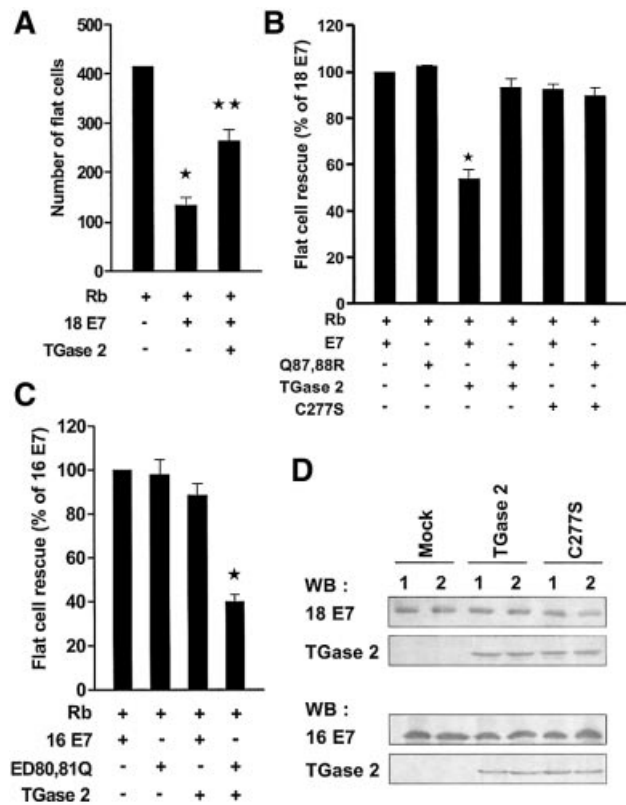 A
Number of flat cells
500
400
300
200
100
0
★
★★
Rb + + +
18 E7 - + +
TGase 2 - - +
B
Flat cell rescue (% of 18 E7)
120
100
80
60
40
20
0
★
Rb + + + + + +
E7 + - + - + -
Q87,88R - + - + - +
TGase 2 - - + + - -
C277S - - - - + +
C
Flat cell rescue (% of 16 E7)
120
100
80
60
40
20
0
★
Rb + + + +
16 E7 + - + -
ED80,81Q - + - +
TGase 2 - - + +
D
Mock TGase 2 C277S
WB : 1 2 1 2 1 2
18 E7
TGase 2
WB :
16 E7
TGase 2